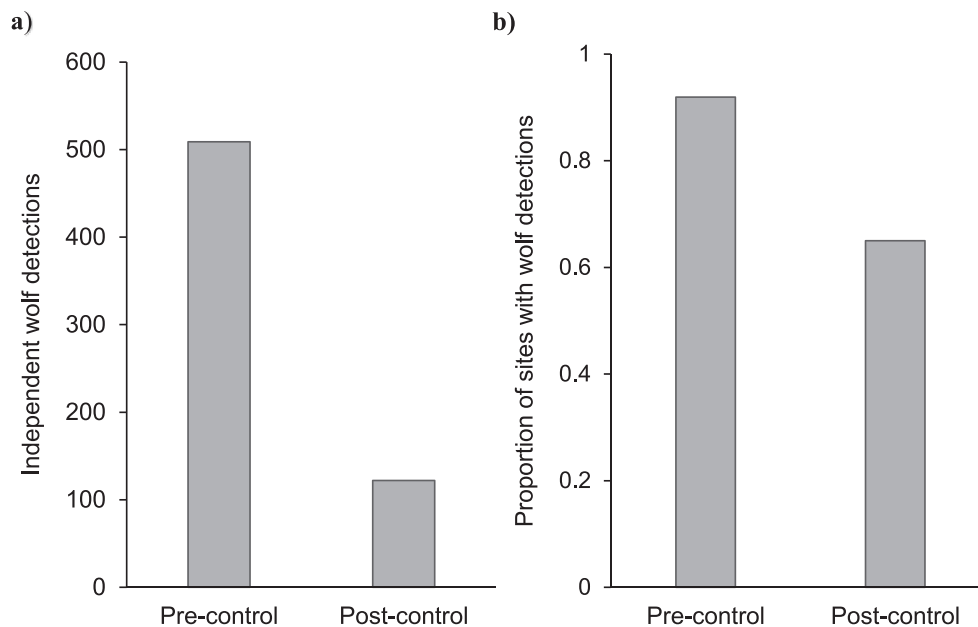 a)
Independent wolf detections
600
500
400
300
200
100
0
Pre-control Post-control
b)
Proportion of sites with wolf detections
1
0.8
0.6
0.4
0.2
0
Pre-control Post-control